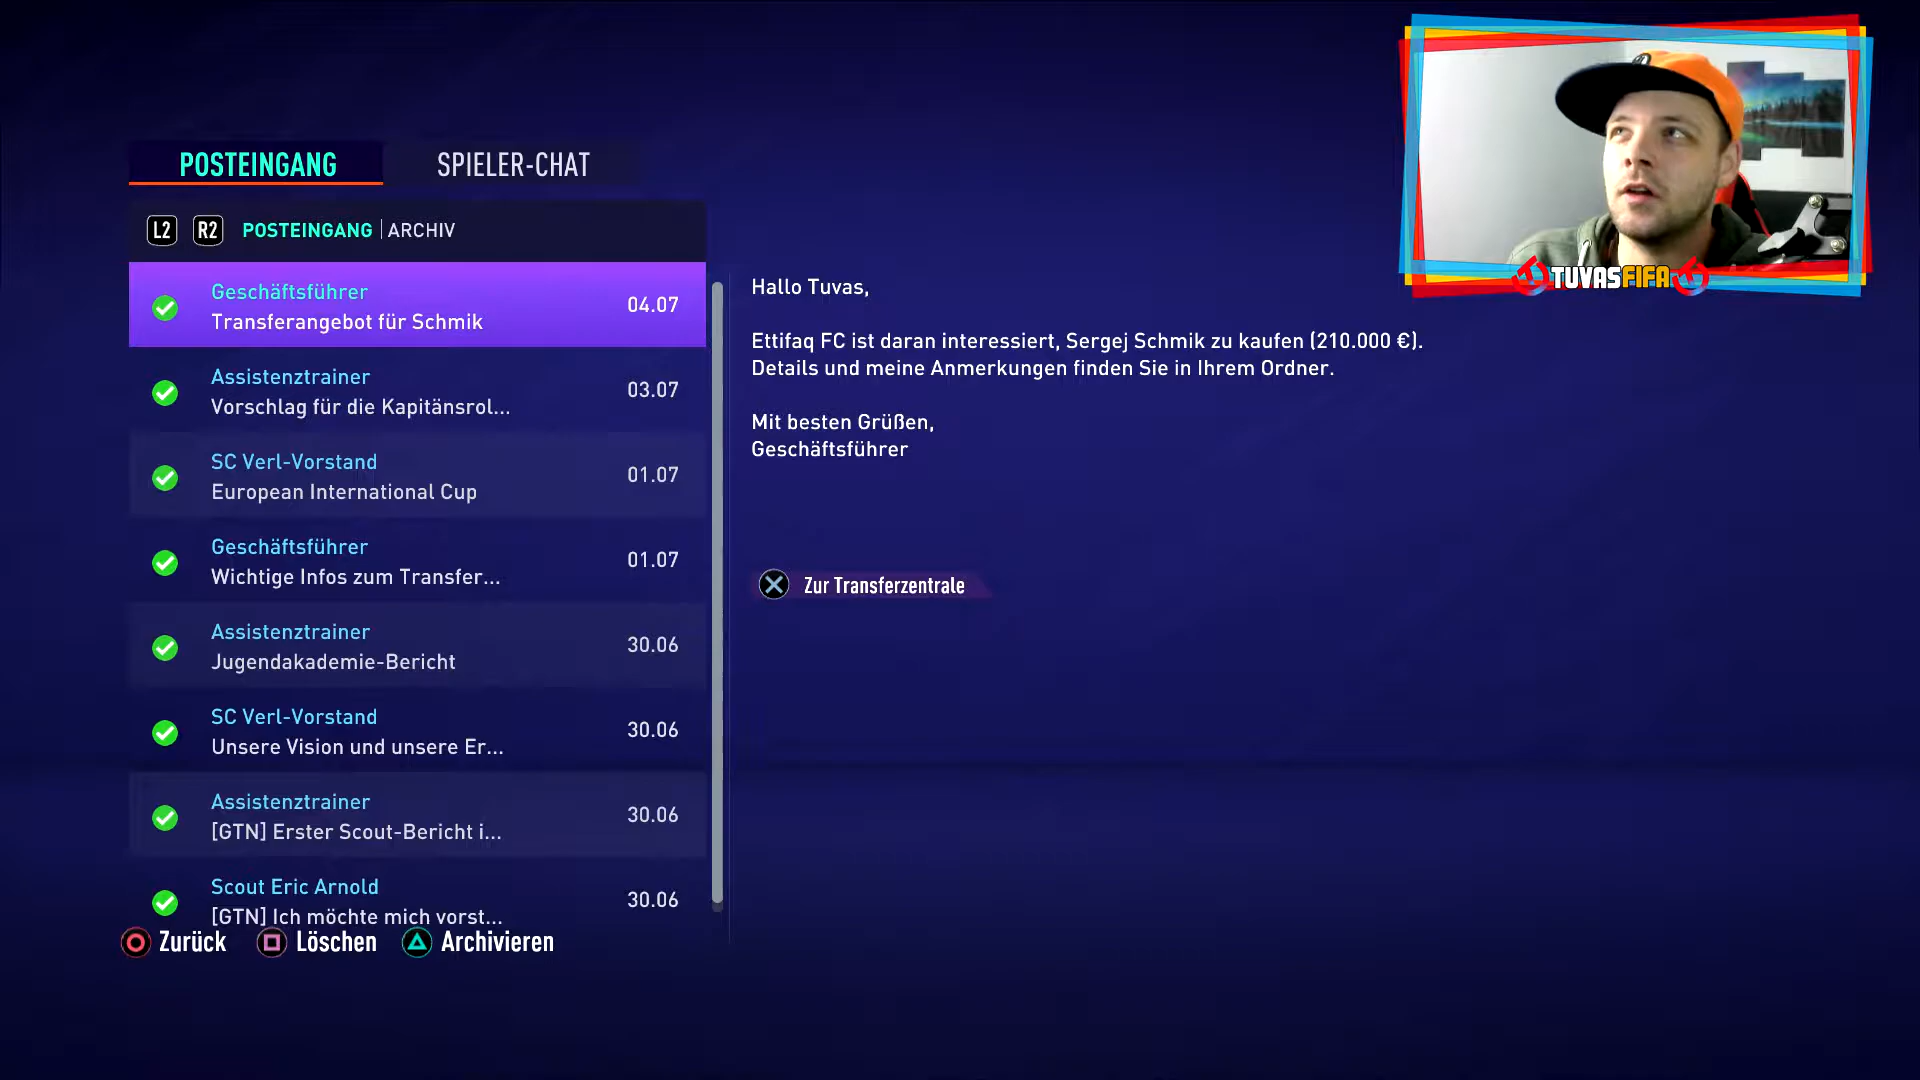 POSTEINGANG
SPIELER-CHAT
L2 R2 POSTEINGANG | ARCHIV
Geschäftsführer
Transferangebot für Schmik
04.07
Assistenztrainer
Vorschlag für die Kapitänsrol...
03.07
SC Verl-Vorstand
European International Cup
01.07
Geschäftsführer
Wichtige Infos zum Transfer...
01.07
Assistenztrainer
Jugendakademie-Bericht
30.06
SC Verl-Vorstand
Unsere Vision und unsere Er...
30.06
Assistenztrainer
[GTN] Erster Scout-Bericht i...
30.06
Scout Eric Arnold
[GTN] Ich möchte mich vorst...
30.06
Zurück Löschen Archivieren
Hallo Tuvas,
Ettifaq FC ist daran interessiert, Sergej Schmik zu kaufen (210.000 €).
Details und meine Anmerkungen finden Sie in Ihrem Ordner.
Mit besten Grüßen,
Geschäftsführer
Zur Transferzentrale
TUVASFIFA